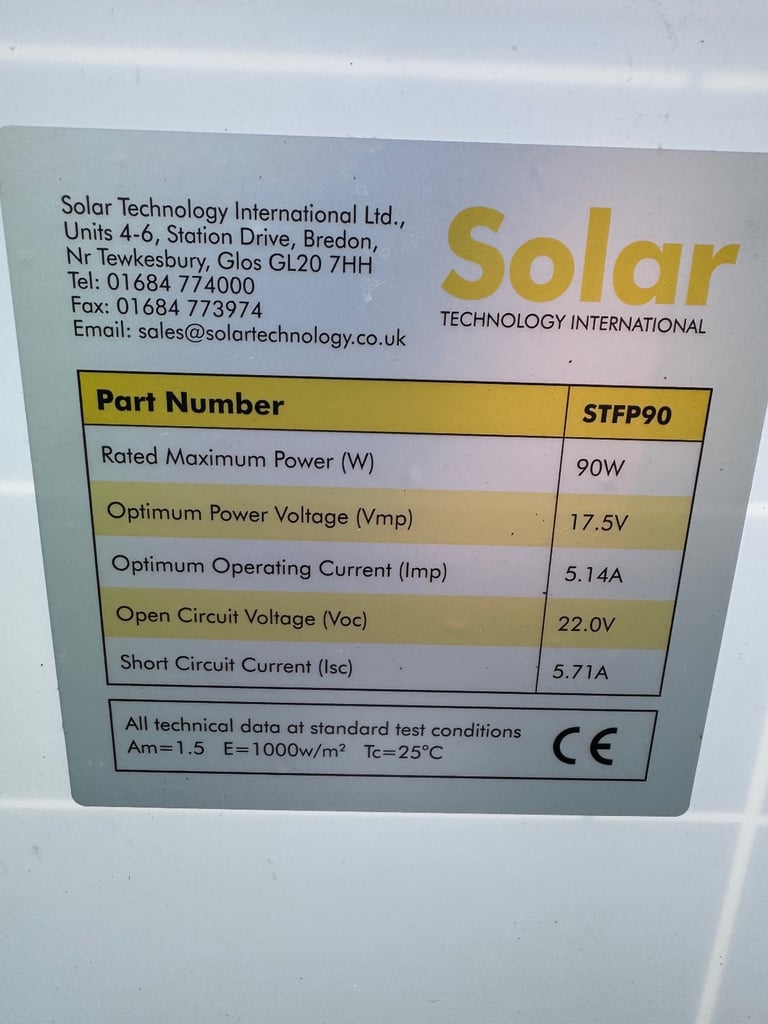 Solar Technology International Ltd.,
Units 4-6, Station Drive, Bredon,
Nr Tewkesbury, Glos GL20 7HH
Tel: 01684 774000
Fax: 01684 773974
Email: sales@solartechnology.co.uk
Solar
TECHNOLOGY INTERNATIONAL
Part Number STFP90
Rated Maximum Power (W) 90W
Optimum Power Voltage (Vmp) 17.5V
Optimum Operating Current (Imp) 5.14A
Open Circuit Voltage (Voc) 22.0V
Short Circuit Current (Isc) 5.71A
All technical data at standard test conditions
Am=1.5 E=1000w/m² Tc=25°C
CE